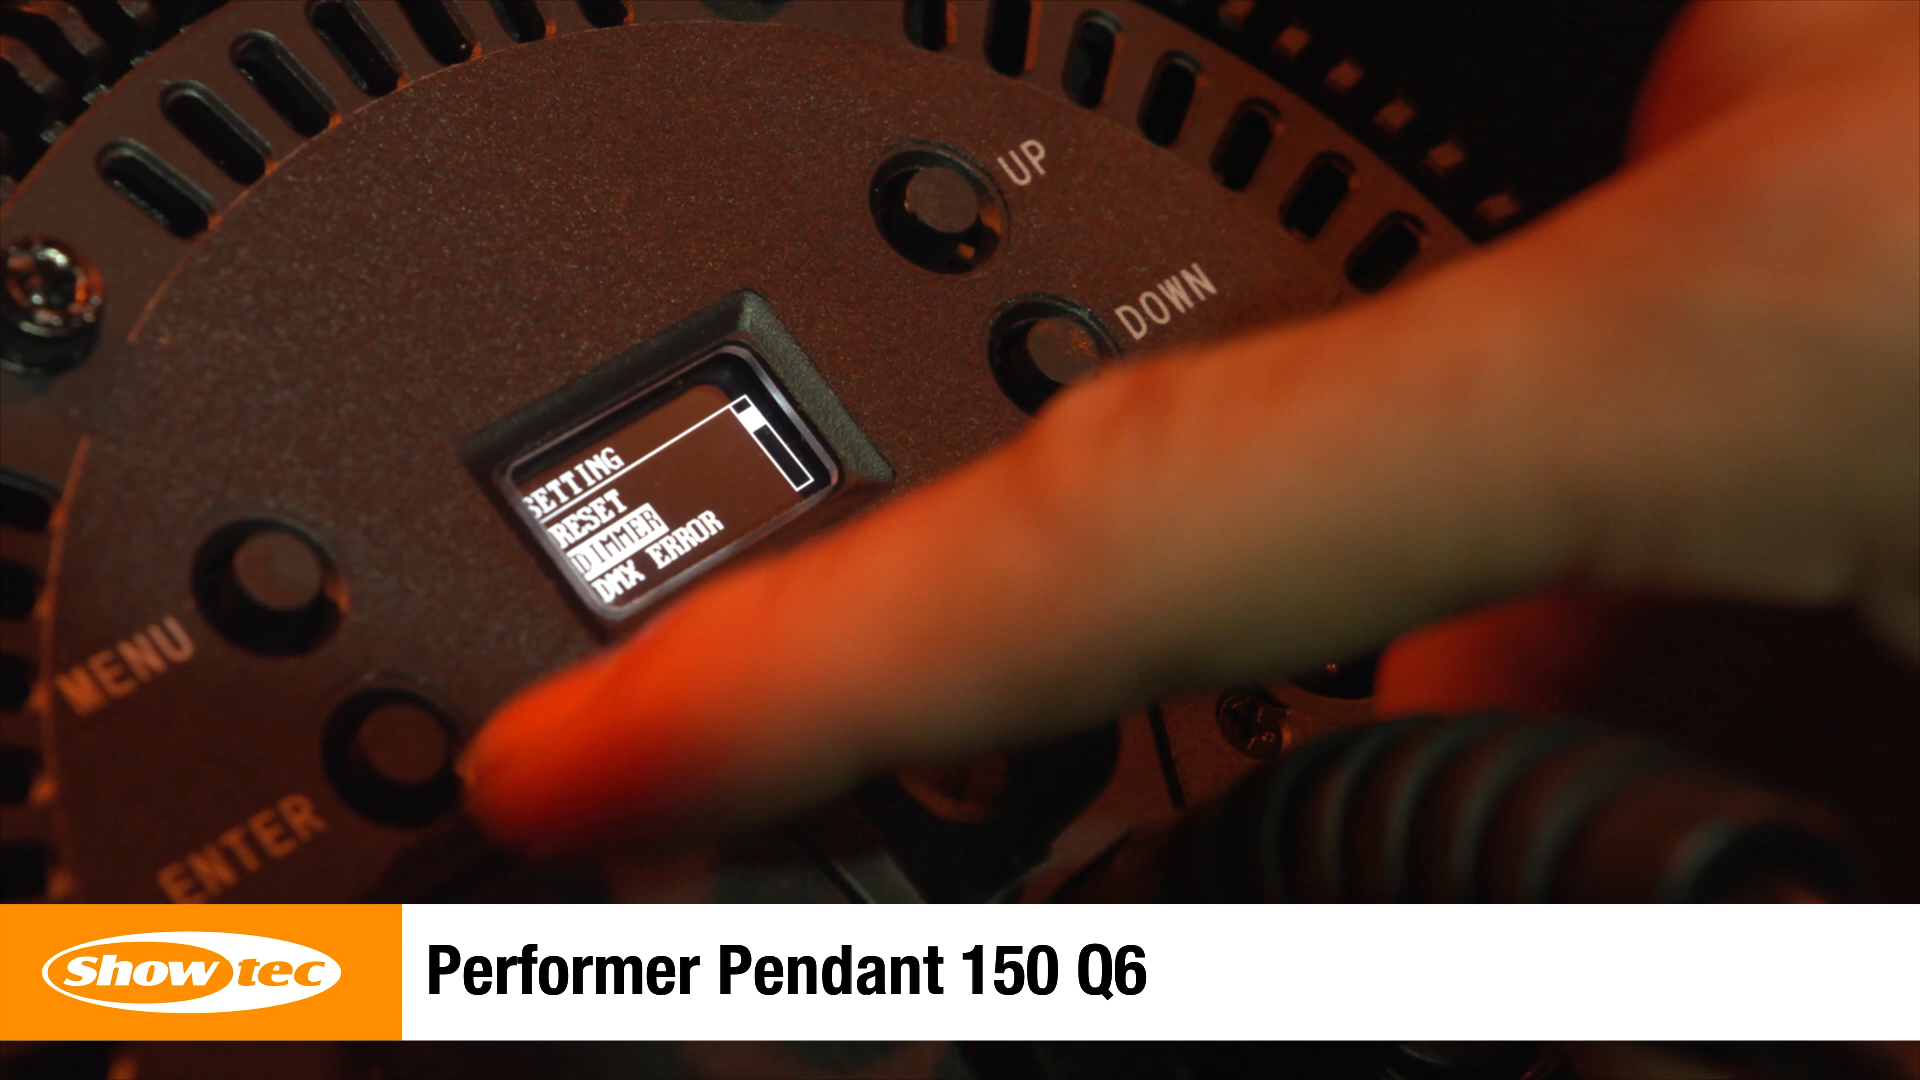 UP
DOWN
SETTING
RESET
DIMMER
DMX ERROR
MENU
ENTER
Showtec
Performer Pendant 150 Q6